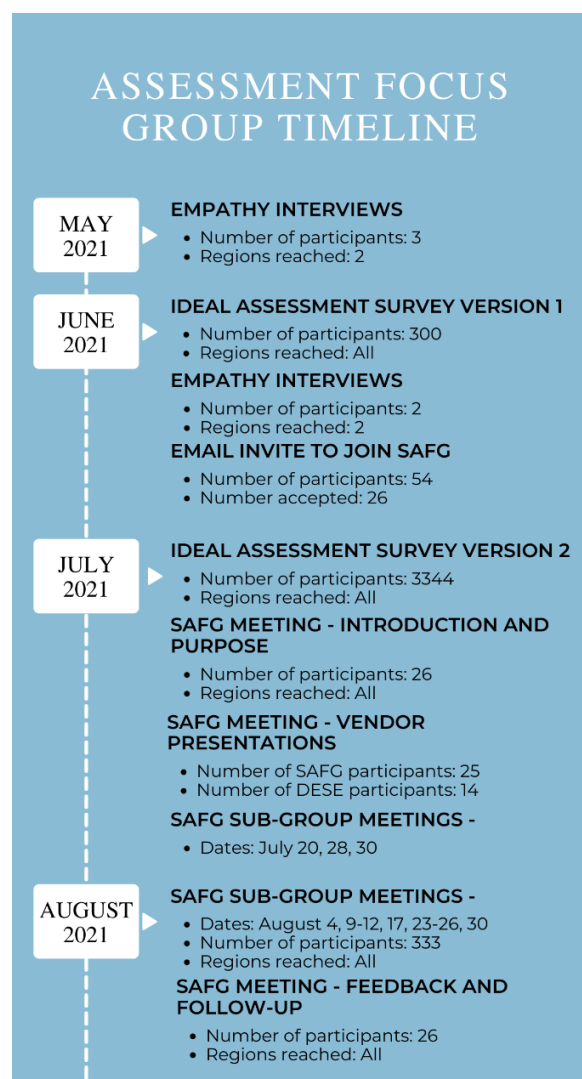 ASSESSMENT FOCUS
GROUP TIMELINE
MAY
2021
EMPATHY INTERVIEWS
• Number of participants: 3
• Regions reached: 2
JUNE
2021
IDEAL ASSESSMENT SURVEY VERSION 1
• Number of participants: 300
• Regions reached: All
EMPATHY INTERVIEWS
• Number of participants: 2
• Regions reached: 2
EMAIL INVITE TO JOIN SAFG
• Number of participants: 54
• Number accepted: 26
JULY
2021
IDEAL ASSESSMENT SURVEY VERSION 2
• Number of participants: 3344
• Regions reached: All
SAFG MEETING - INTRODUCTION AND
PURPOSE
• Number of participants: 26
• Regions reached: All
SAFG MEETING - VENDOR
PRESENTATIONS
• Number of SAFG participants: 25
• Number of DESE participants: 14
SAFG SUB-GROUP MEETINGS -
• Dates: July 20, 28, 30
AUGUST
2021
SAFG SUB-GROUP MEETINGS -
• Dates: August 4, 9-12, 17, 23-26, 30
• Number of participants: 333
• Regions reached: All
SAFG MEETING - FEEDBACK AND
FOLLOW-UP
• Number of participants: 26
• Regions reached: All